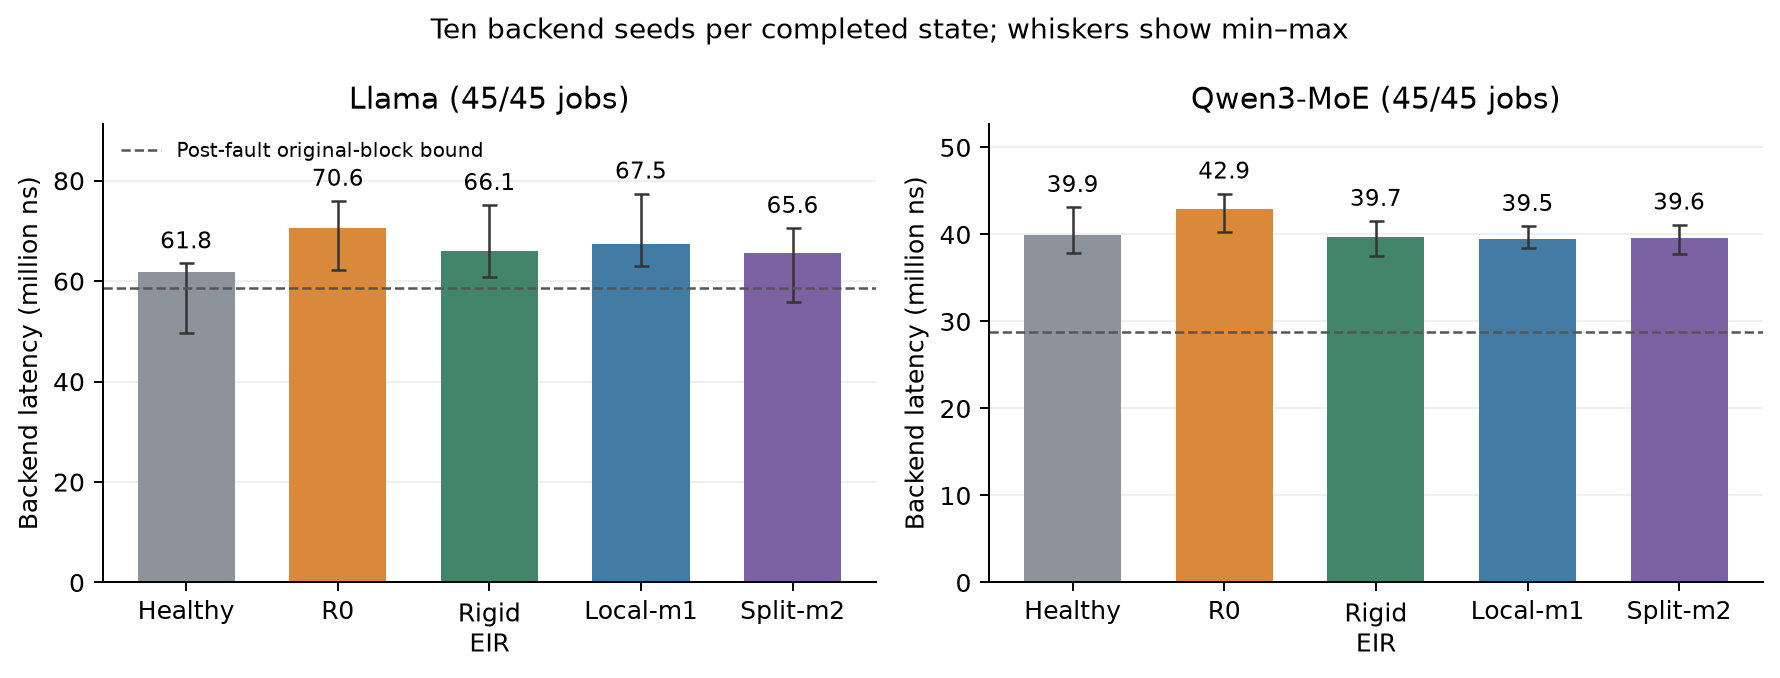 Ten backend seeds per completed state; whiskers show min–max
Llama (45/45 jobs)
Post-fault original-block bound
Backend latency (million ns)
80
60
40
20
0
61.8
70.6
66.1
67.5
65.6
Healthy
R0
Rigid
EIR
Local-m1
Split-m2
Qwen3-MoE (45/45 jobs)
Backend latency (million ns)
50
40
30
20
10
0
39.9
42.9
39.7
39.5
39.6
Healthy
R0
Rigid
EIR
Local-m1
Split-m2